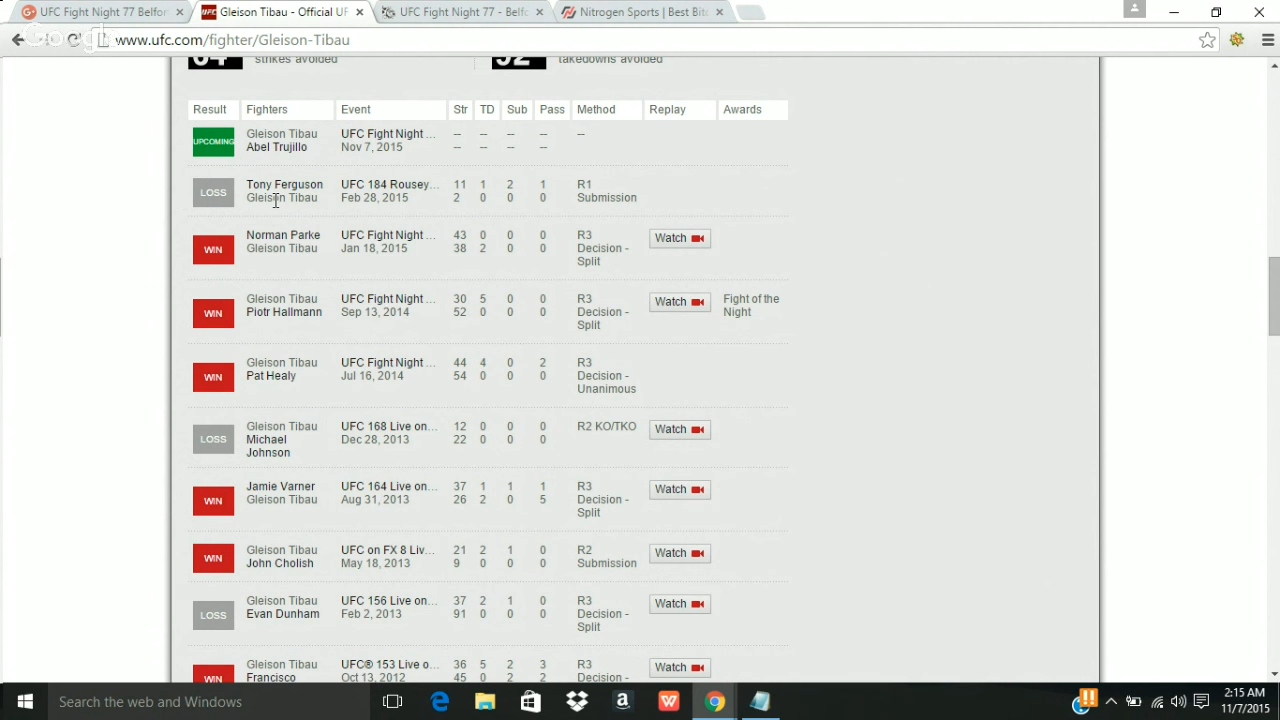 UFC Fight Night 77 Belfor
Gleison Tibau - Official UF
UFC Fight Night 77 - Belfo
Nitrogen Sports | Best Bitc
www.ufc.com/fighter/Gleison-Tibau
strikes avoided
takedowns avoided
Result Fighters Event Str TD Sub Pass Method Replay Awards
UPCOMING
Gleison Tibau UFC Fight Night ... -- -- -- -- --
Abel Trujillo Nov 7, 2015 -- -- -- --
LOSS
Tony Ferguson UFC 184 Rousey... 11 1 2 1 R1
Gleison Tibau Feb 28, 2015 2 0 0 0 Submission
WIN
Norman Parke UFC Fight Night ... 43 0 0 0 R3 Watch
Gleison Tibau Jan 18, 2015 38 2 0 0 Decision -
Split
WIN
Gleison Tibau UFC Fight Night ... 30 5 0 0 R3 Watch Fight of the
Piotr Hallmann Sep 13, 2014 52 0 0 0 Decision - Night
Split
WIN
Gleison Tibau UFC Fight Night ... 44 4 0 2 R3
Pat Healy Jul 16, 2014 54 0 0 0 Decision -
Unanimous
LOSS
Gleison Tibau UFC 168 Live on... 12 0 0 0 R2 KO/TKO Watch
Michael Dec 28, 2013 22 0 0 0
Johnson
WIN
Jamie Varner UFC 164 Live on... 37 1 1 1 R3 Watch
Gleison Tibau Aug 31, 2013 26 2 0 5 Decision -
Split
WIN
Gleison Tibau UFC on FX 8 Liv... 21 2 1 0 R2 Watch
John Cholish May 18, 2013 9 0 0 0 Submission
LOSS
Gleison Tibau UFC 156 Live on... 37 2 1 0 R3 Watch
Evan Dunham Feb 2, 2013 91 0 0 0 Decision -
Split
WIN
Gleison Tibau UFC® 153 Live o... 36 5 2 3 R3 Watch
Francisco Oct 13, 2012 45 0 2 2 Decision -
Search the web and Windows
2:15 AM
11/7/2015